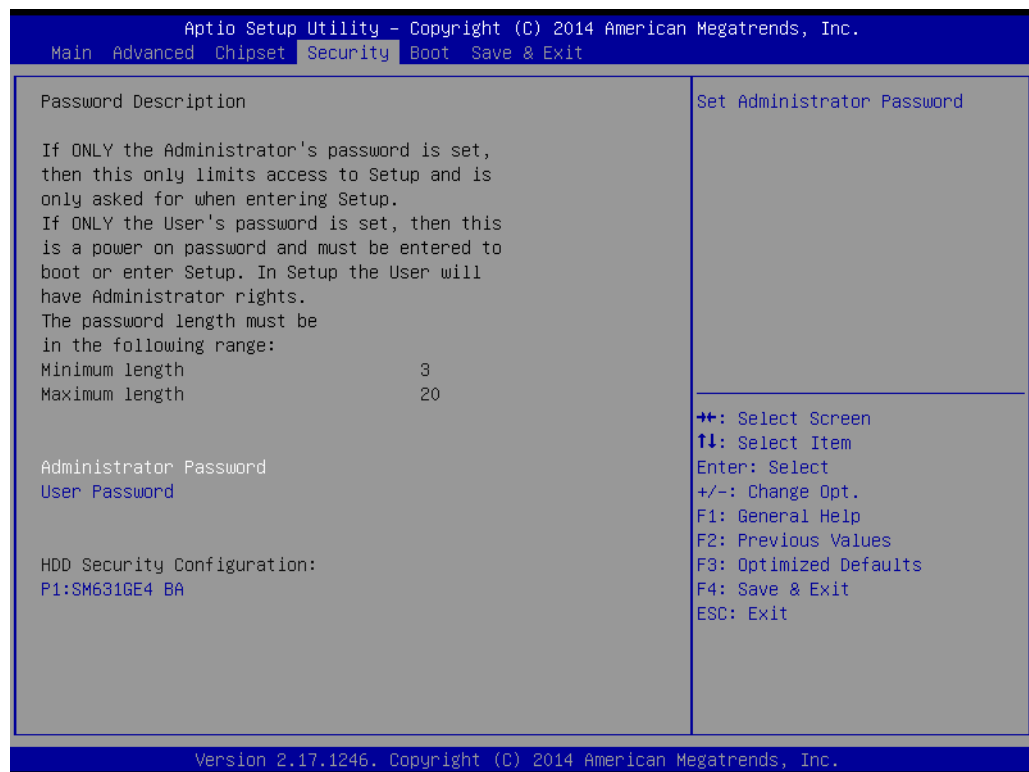 Aptio Setup Utility – Copyright (C) 2014 American Megatrends, Inc.
Main Advanced Chipset Security Boot Save & Exit
Password Description
If ONLY the Administrator's password is set,
then this only limits access to Setup and is
only asked for when entering Setup.
If ONLY the User's password is set, then this
is a power on password and must be entered to
boot or enter Setup. In Setup the User will
have Administrator rights.
The password length must be
in the following range:
Minimum length 3
Maximum length 20
Administrator Password
User Password
HDD Security Configuration:
P1:SM631GE4 BA
Set Administrator Password
→←: Select Screen
↑↓: Select Item
Enter: Select
+/-: Change Opt.
F1: General Help
F2: Previous Values
F3: Optimized Defaults
F4: Save & Exit
ESC: Exit
Version 2.17.1246. Copyright (C) 2014 American Megatrends, Inc.